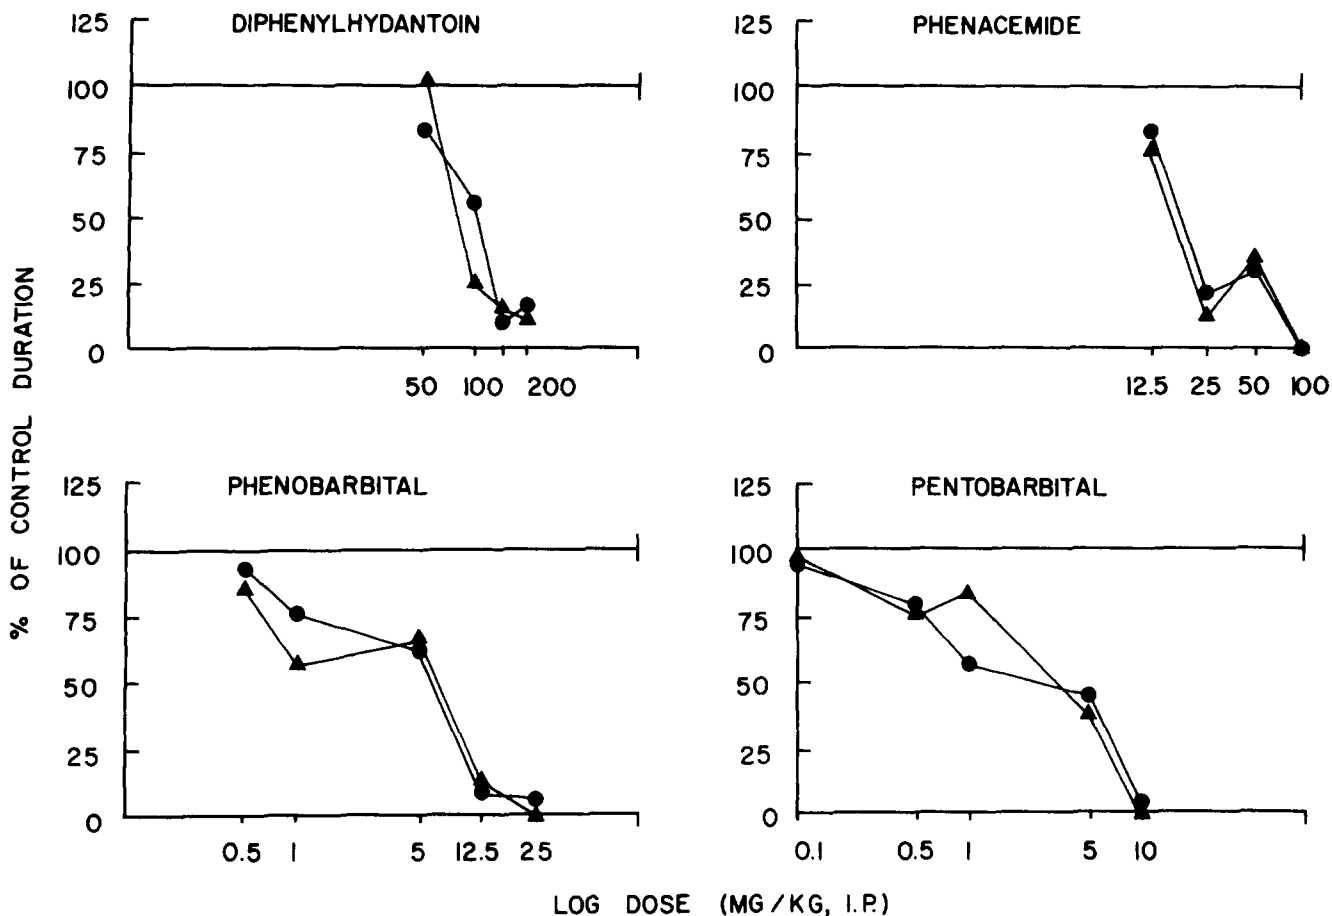 DIPHENYLHYDANTOIN
125
100
75
50
25
0
50 100 200
PHENACEMIDE
125
100
75
50
25
0
12.5 25 50 100
PHENOBARBITAL
125
100
75
50
25
0
0.5 1 5 12.5 25
PENTOBARBITAL
125
100
75
50
25
0
0.1 0.5 1 5 10
% OF CONTROL DURATION
LOG DOSE (MG/KG, I.P.)